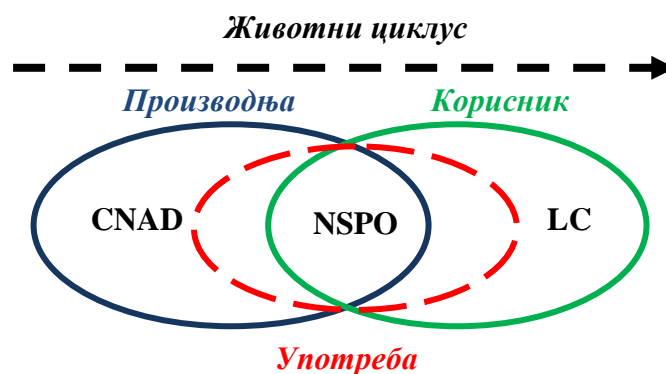 Животни циклус
Производња
Корисник
CNAD
NSPO
LC
Употреба